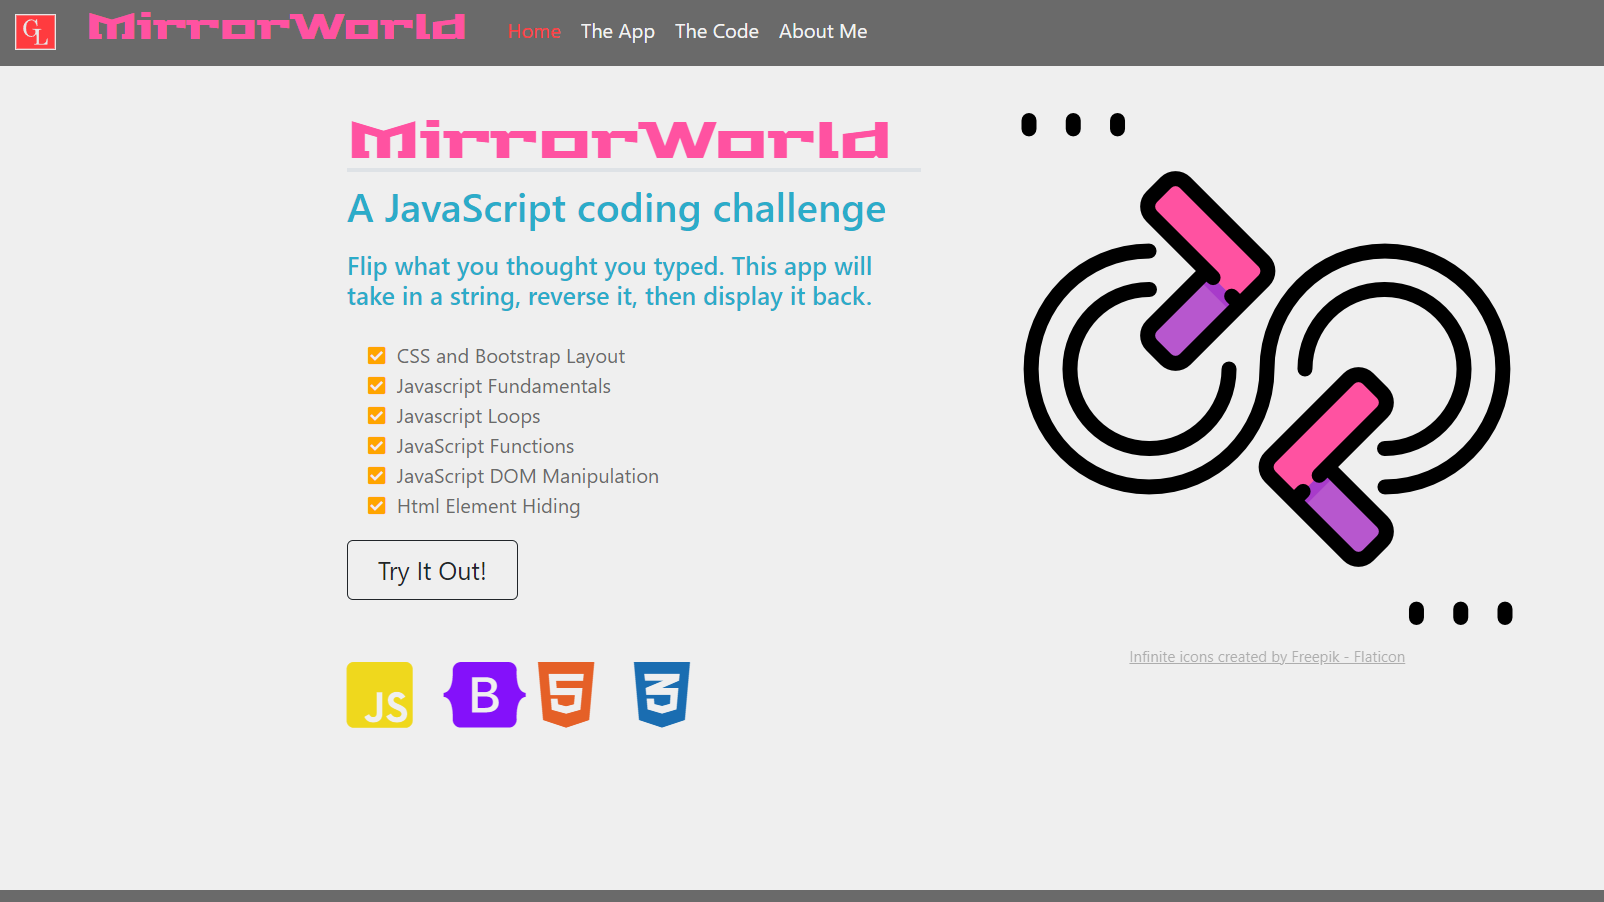 GL
MirrorWorld
Home The App The Code About Me
MirrorWorld
A JavaScript coding challenge
Flip what you thought you typed. This app will
take in a string, reverse it, then display it back.
CSS and Bootstrap Layout
Javascript Fundamentals
Javascript Loops
JavaScript Functions
JavaScript DOM Manipulation
Html Element Hiding
Try It Out!
JS B 5 3
Infinite icons created by Freepik - Flaticon